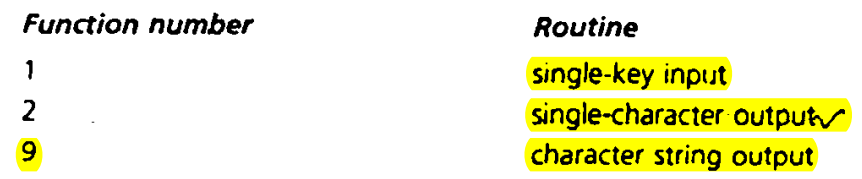 Function number Routine
1 single-key input
2 single-character output✓
9 character string output